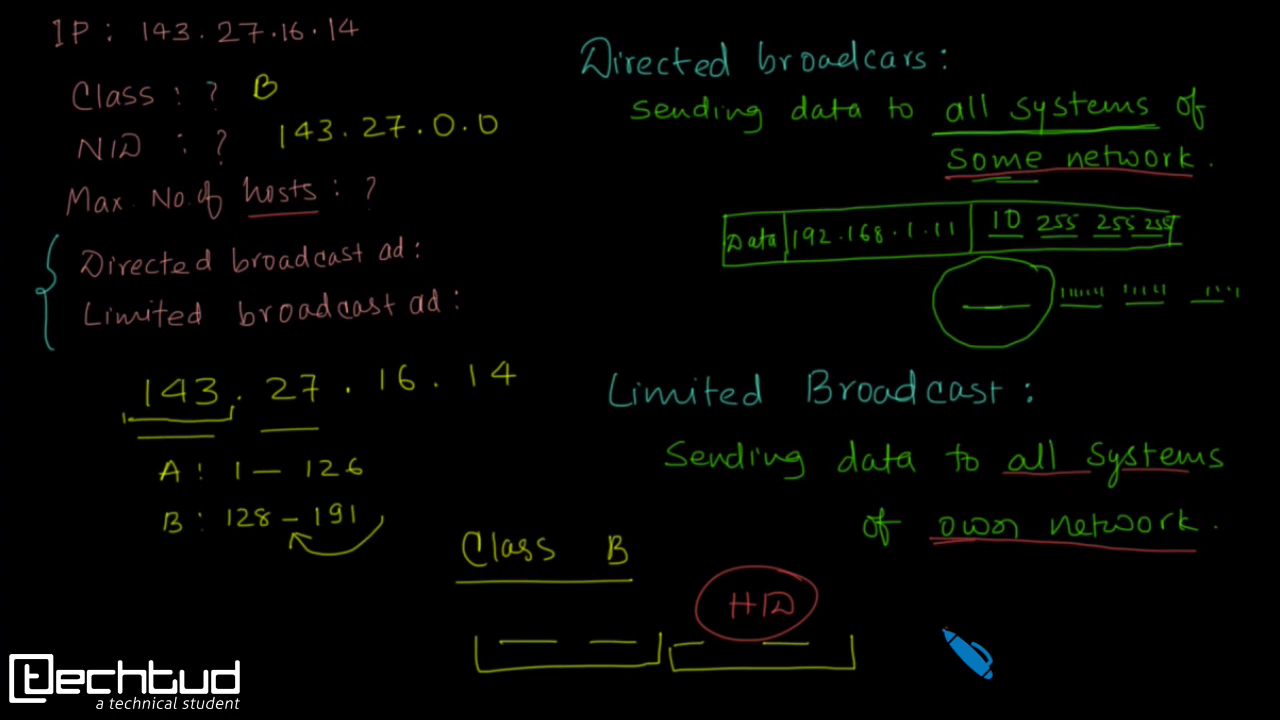 IP : 143.27.16.14
Class : ? B
NID : ? 143.27.0.0
Max. No. of hosts : ?
Directed broadcast ad :
Limited broadcast ad :
143 . 27 . 16 . 14
A : 1 — 126
B : 128 – 191
Directed broadcars :
Sending data to all systems of
some network.
Data 192.168.1.11 10 255 255 255
Limited Broadcast :
Sending data to all systems
of own network.
Class B
HID
techtud
a technical student